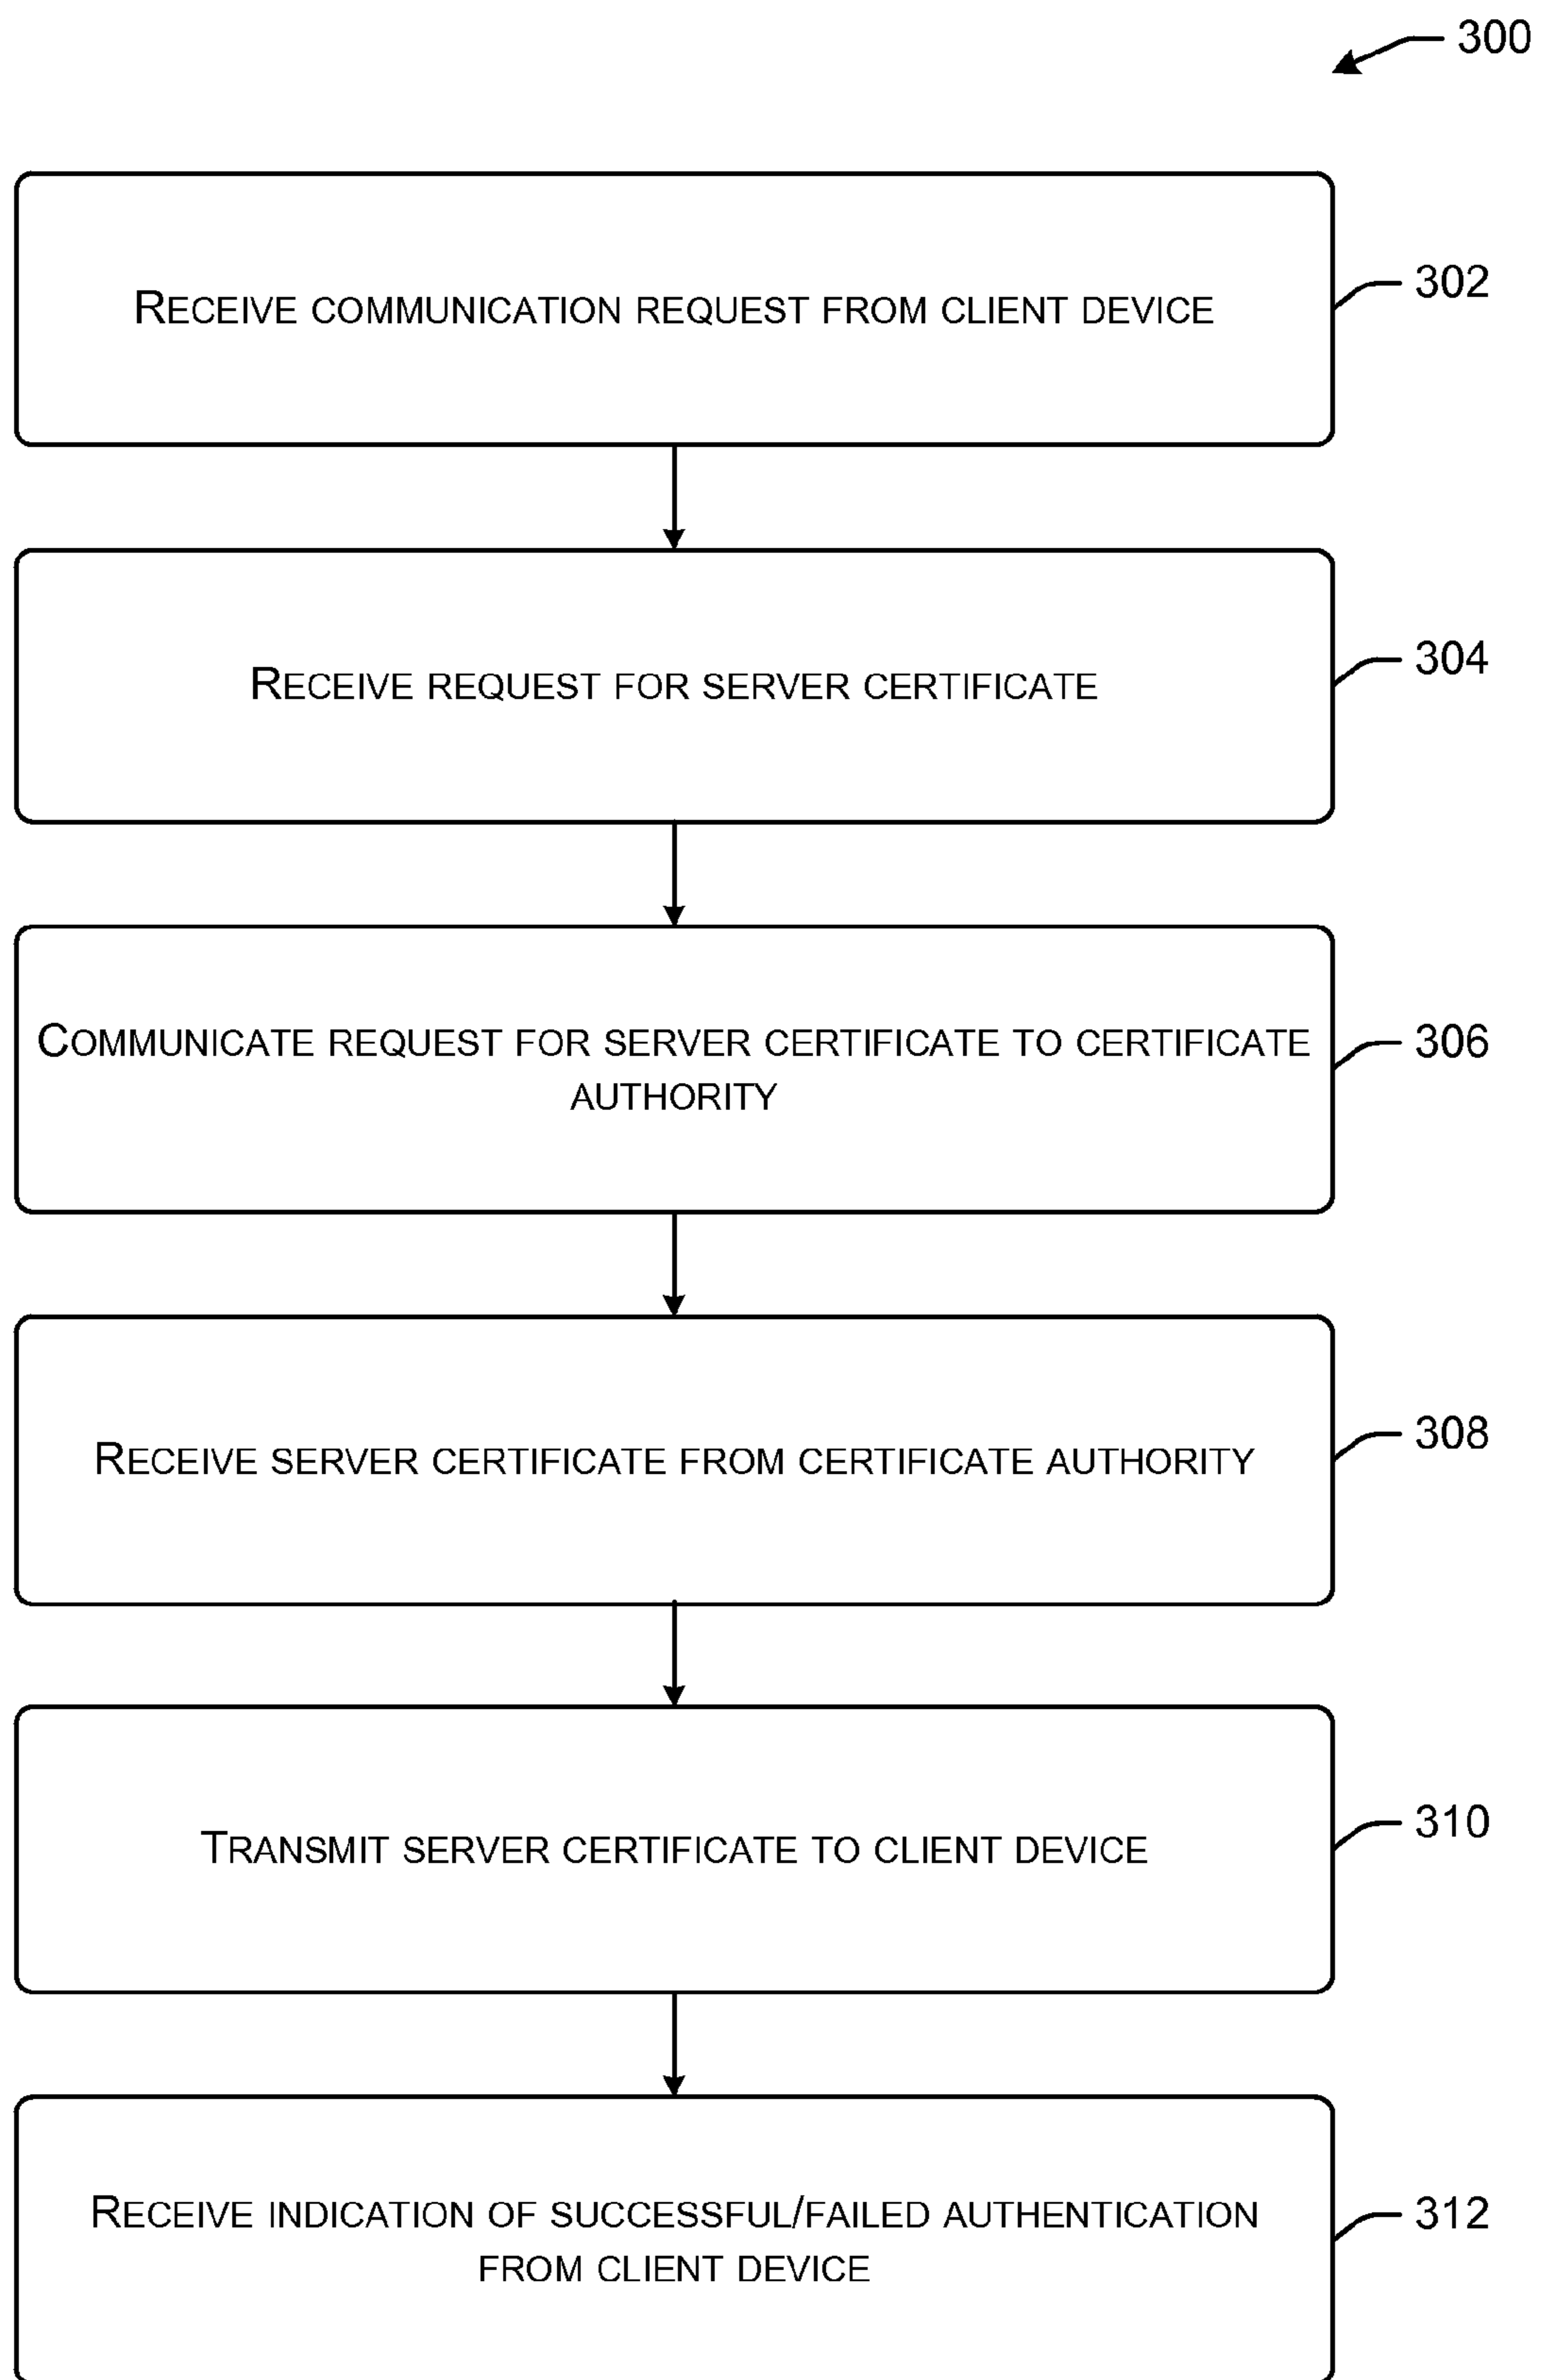 300
RECEIVE COMMUNICATION REQUEST FROM CLIENT DEVICE
302
RECEIVE REQUEST FOR SERVER CERTIFICATE
304
COMMUNICATE REQUEST FOR SERVER CERTIFICATE TO CERTIFICATE
AUTHORITY
306
RECEIVE SERVER CERTIFICATE FROM CERTIFICATE AUTHORITY
308
TRANSMIT SERVER CERTIFICATE TO CLIENT DEVICE
310
RECEIVE INDICATION OF SUCCESSFUL/FAILED AUTHENTICATION
FROM CLIENT DEVICE
312